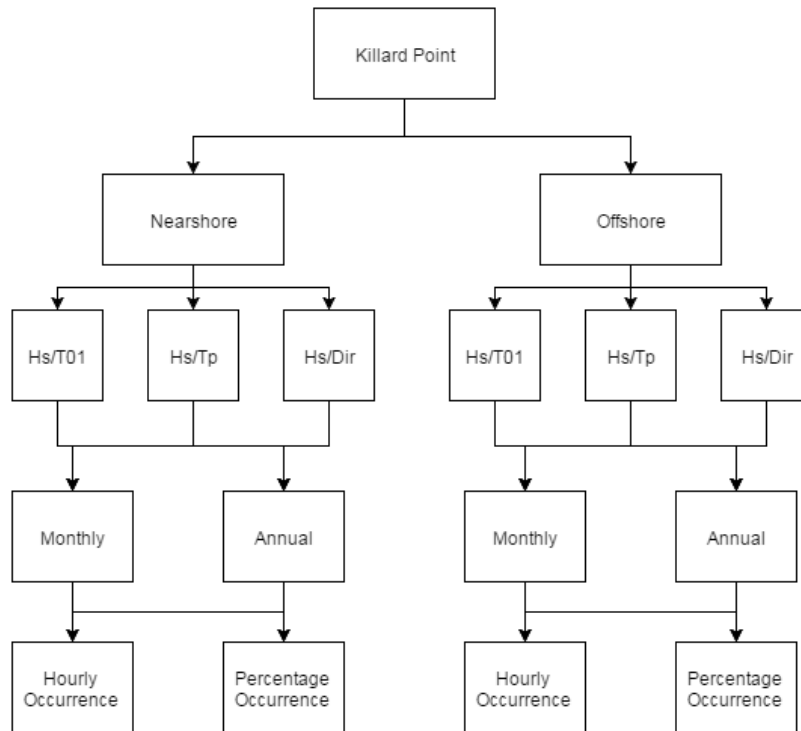 Killard Point
Nearshore
Offshore
Hs/T01
Hs/Tp
Hs/Dir
Hs/T01
Hs/Tp
Hs/Dir
Monthly
Annual
Monthly
Annual
Hourly
Occurrence
Percentage
Occurrence
Hourly
Occurrence
Percentage
Occurrence